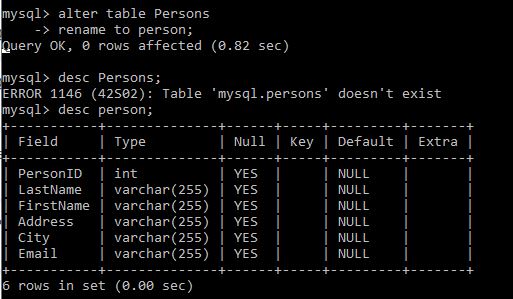 mysql> alter table Persons
    -> rename to person;
Query OK, 0 rows affected (0.82 sec)
mysql> desc Persons;
ERROR 1146 (42S02): Table 'mysql.persons' doesn't exist
mysql> desc person;
+-----------+--------------+------+-----+---------+-------+
| Field     | Type         | Null | Key | Default | Extra |
+-----------+--------------+------+-----+---------+-------+
| PersonID  | int          | YES  |     | NULL    |       |
| LastName  | varchar(255) | YES  |     | NULL    |       |
| FirstName | varchar(255) | YES  |     | NULL    |       |
| Address   | varchar(255) | YES  |     | NULL    |       |
| City      | varchar(255) | YES  |     | NULL    |       |
| Email     | varchar(255) | YES  |     | NULL    |       |
+-----------+--------------+------+-----+---------+-------+
6 rows in set (0.00 sec)